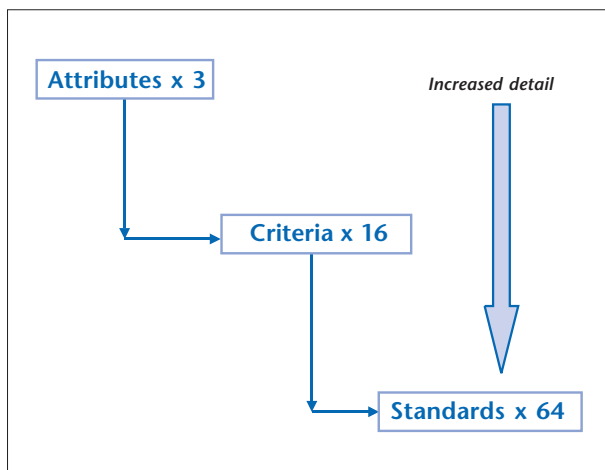 Attributes x 3
Increased detail
Criteria x 16
Standards x 64